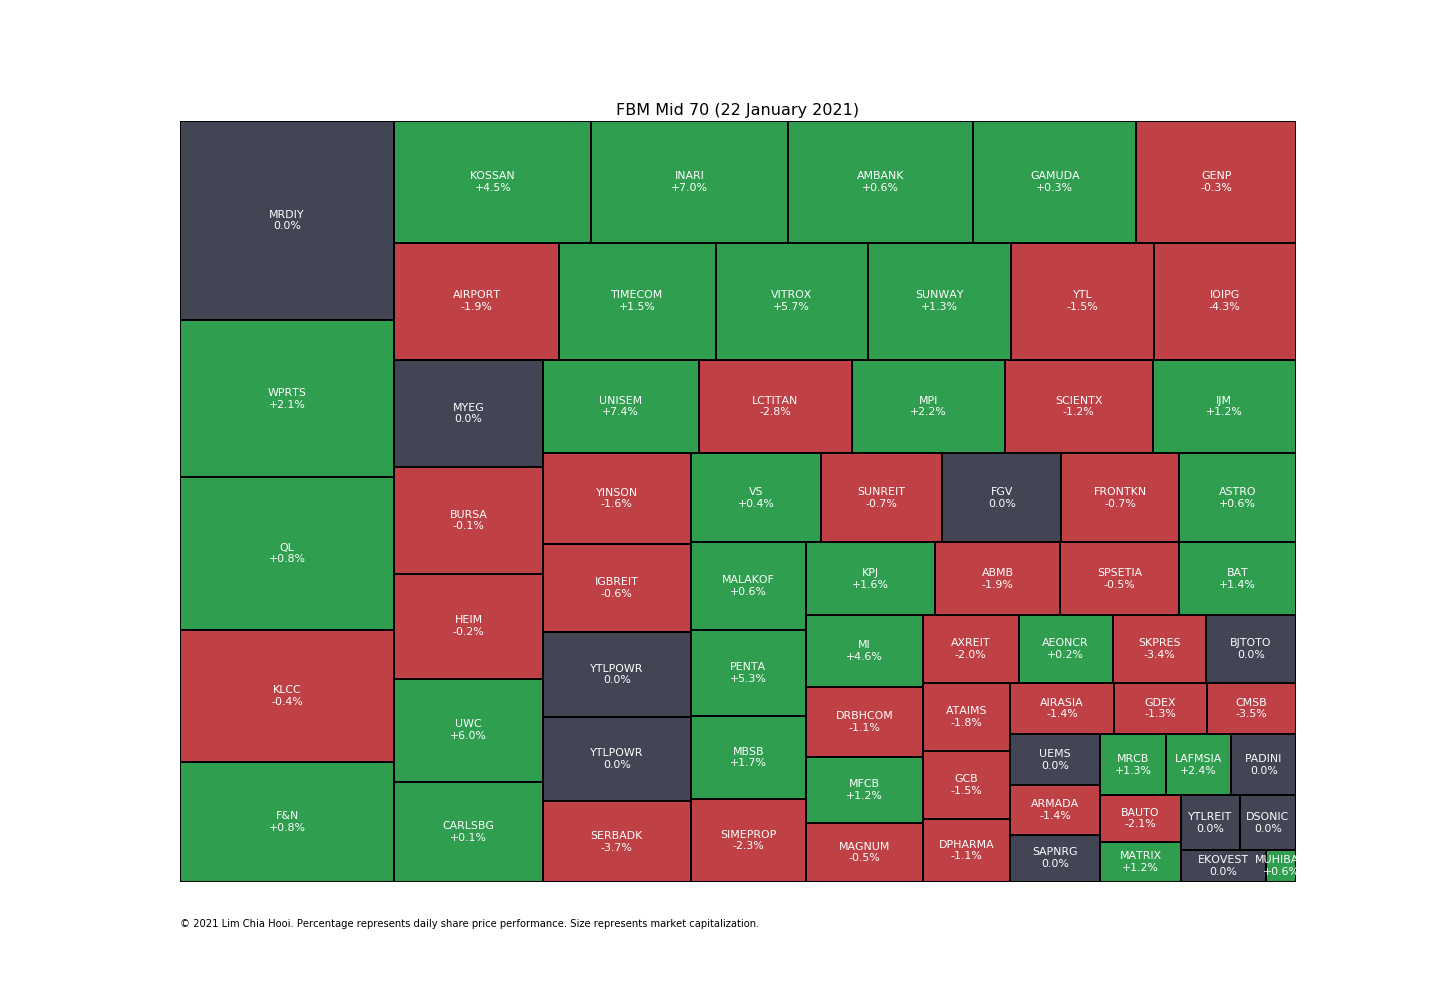 FBM Mid 70 (22 January 2021)
MRDIY
0.0%
WPRTS
+2.1%
QL
+0.8%
KLCC
-0.4%
F&N
+0.8%
KOSSAN
+4.5%
INARI
+7.0%
AMBANK
+0.6%
GAMUDA
+0.3%
GENP
-0.3%
AIRPORT
-1.9%
TIMECOM
+1.5%
VITROX
+5.7%
SUNWAY
+1.3%
YTL
-1.5%
IOIPG
-4.3%
MYEG
0.0%
BURSA
-0.1%
HEIM
-0.2%
UWC
+6.0%
CARLSBG
+0.1%
UNISEM
+7.4%
LCTITAN
-2.8%
MPI
+2.2%
SCIENTX
-1.2%
IJM
+1.2%
YINSON
-1.6%
IGBREIT
-0.6%
YTLPOWR
0.0%
YTLPOWR
0.0%
SERBADK
-3.7%
VS
+0.4%
SUNREIT
-0.7%
FGV
0.0%
FRONTKN
-0.7%
ASTRO
+0.6%
MALAKOF
+0.6%
PENTA
+5.3%
MBSB
+1.7%
SIMEPROP
-2.3%
KPJ
+1.6%
ABMB
-1.9%
SPSETIA
-0.5%
BAT
+1.4%
MI
+4.6%
DRBHCOM
-1.1%
MFCB
+1.2%
MAGNUM
-0.5%
AXREIT
-2.0%
AEONCR
+0.2%
SKPRES
-3.4%
BJTOTO
0.0%
ATAIMS
-1.8%
GCB
-1.5%
DPHARMA
-1.1%
AIRASIA
-1.4%
GDEX
-1.3%
CMSB
-3.5%
UEMS
0.0%
ARMADA
-1.4%
SAPNRG
0.0%
MRCB
+1.3%
LAFMSIA
+2.4%
PADINI
0.0%
BAUTO
-2.1%
MATRIX
+1.2%
YTLREIT
0.0%
DSONIC
0.0%
EKOVEST
0.0%
+0.6%
© 2021 Lim Chia Hooi. Percentage represents daily share price performance. Size represents market capitalization.